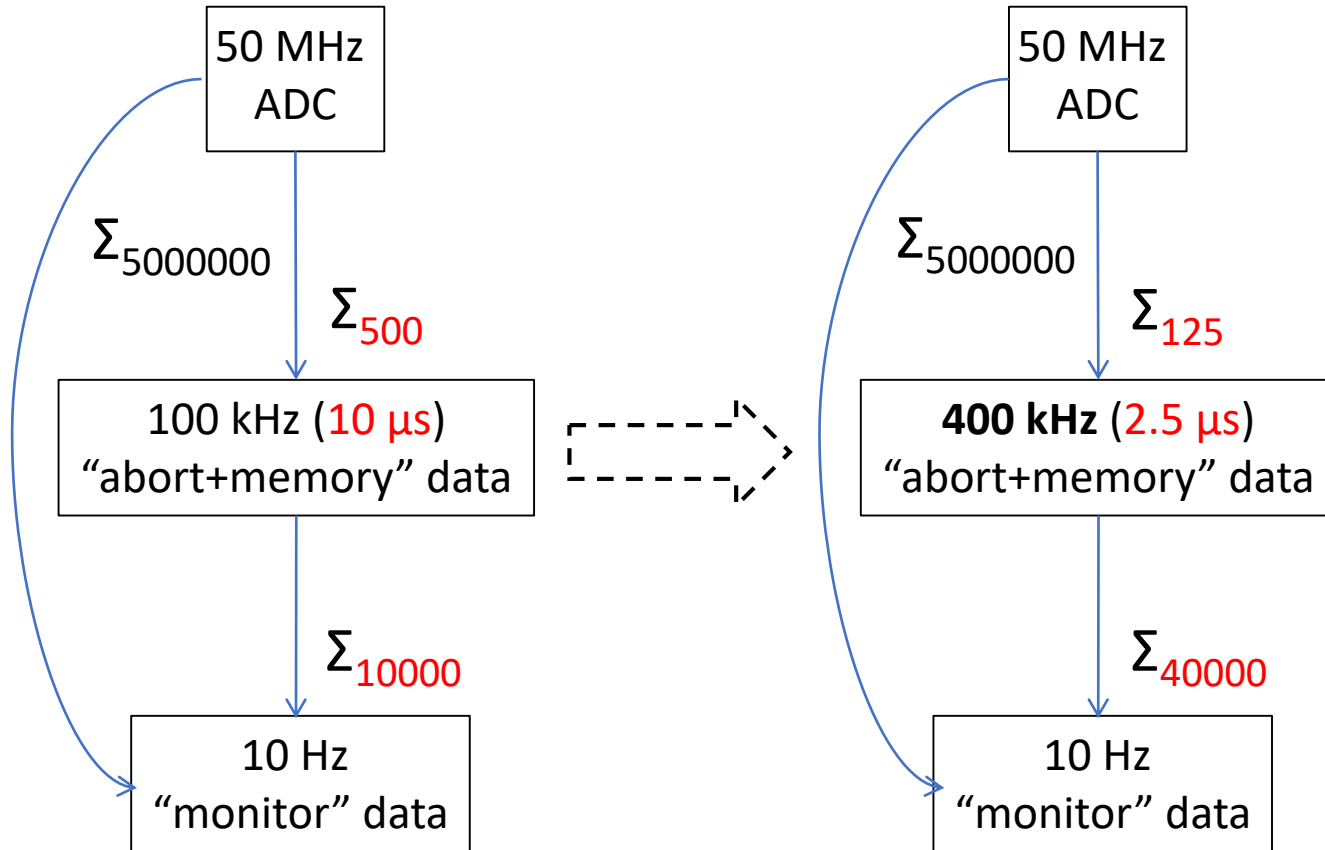 50 MHz
ADC
Σ5000000
Σ500
100 kHz (10 μs)
“abort+memory” data
Σ10000
10 Hz
“monitor” data
50 MHz
ADC
Σ5000000
Σ125
400 kHz (2.5 μs)
“abort+memory” data
Σ40000
10 Hz
“monitor” data